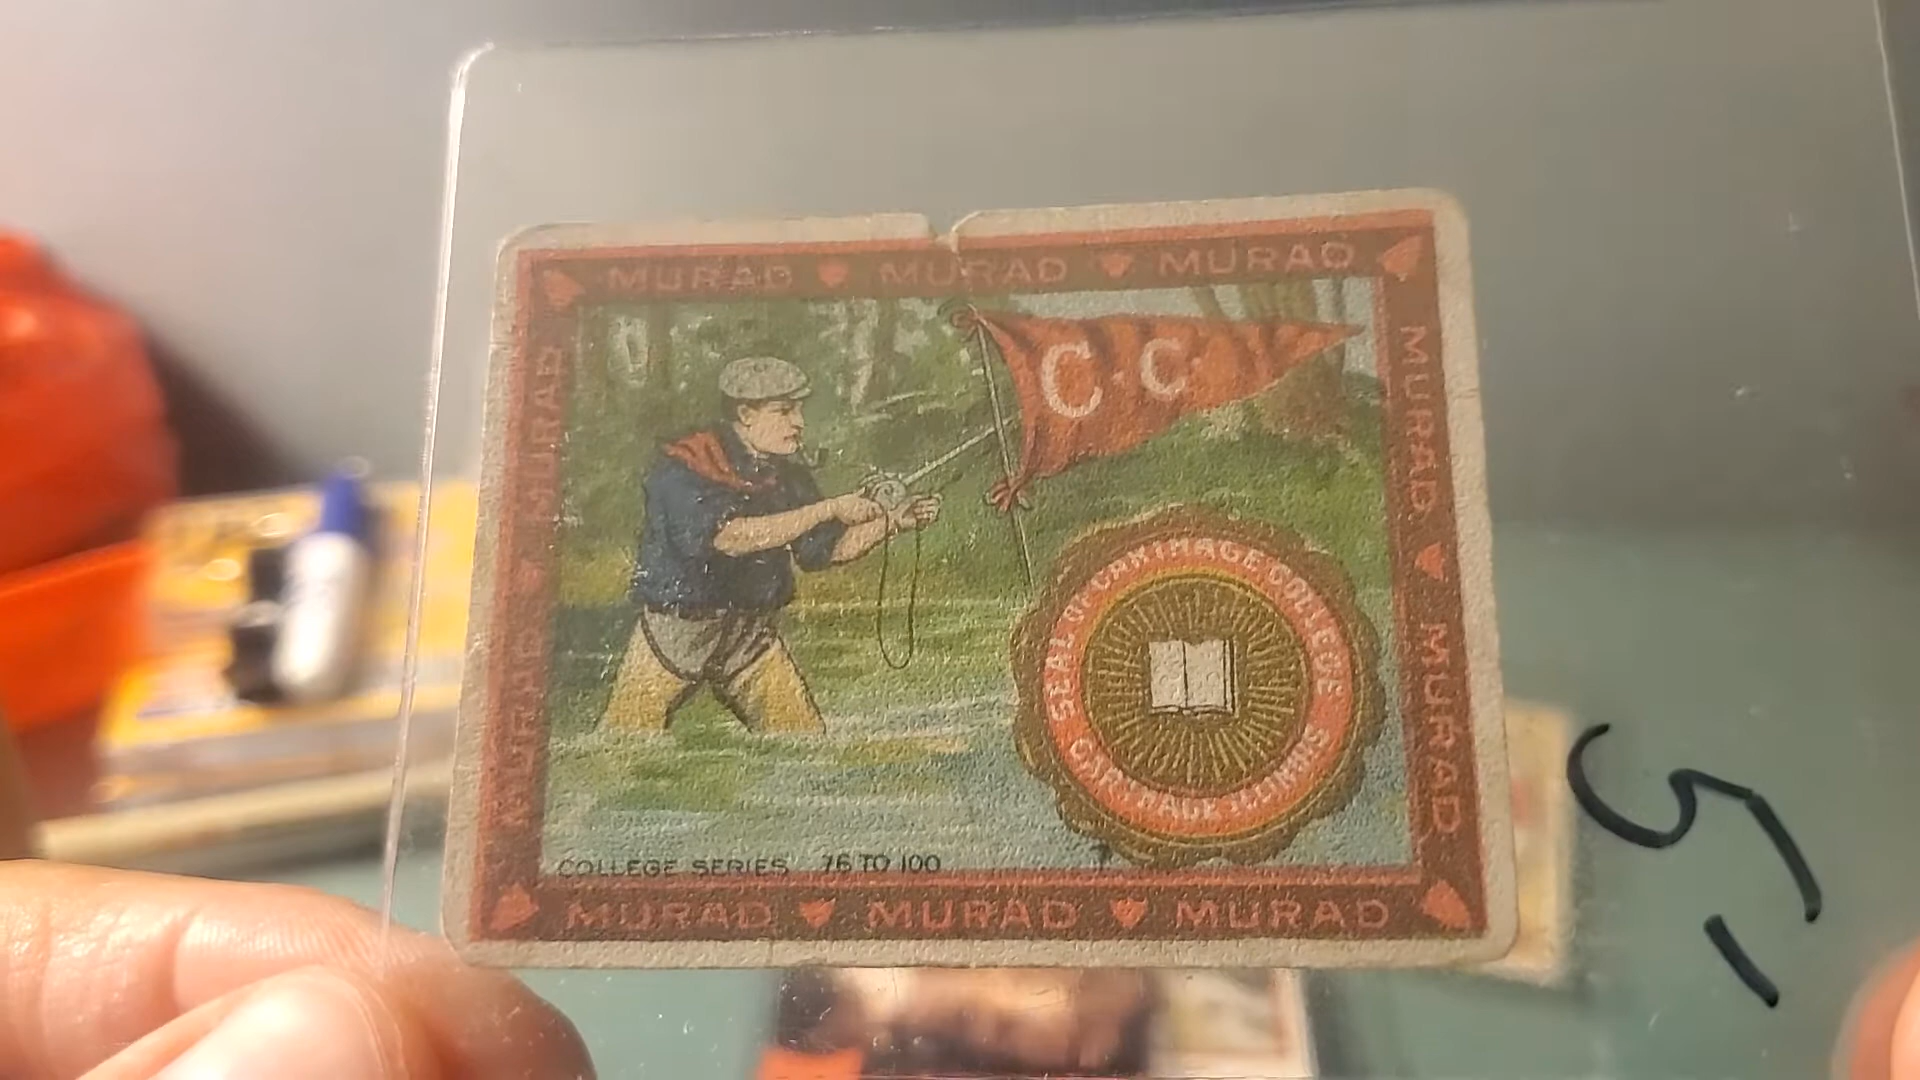 MURAD MURAD MURAD
MURAD MURAD
MURAD MURAD
C.C.
SEAL OF CARTHAGE COLLEGE
CARTHAGE ILLINOIS
COLLEGE SERIES 76 TO 100
MURAD MURAD MURAD